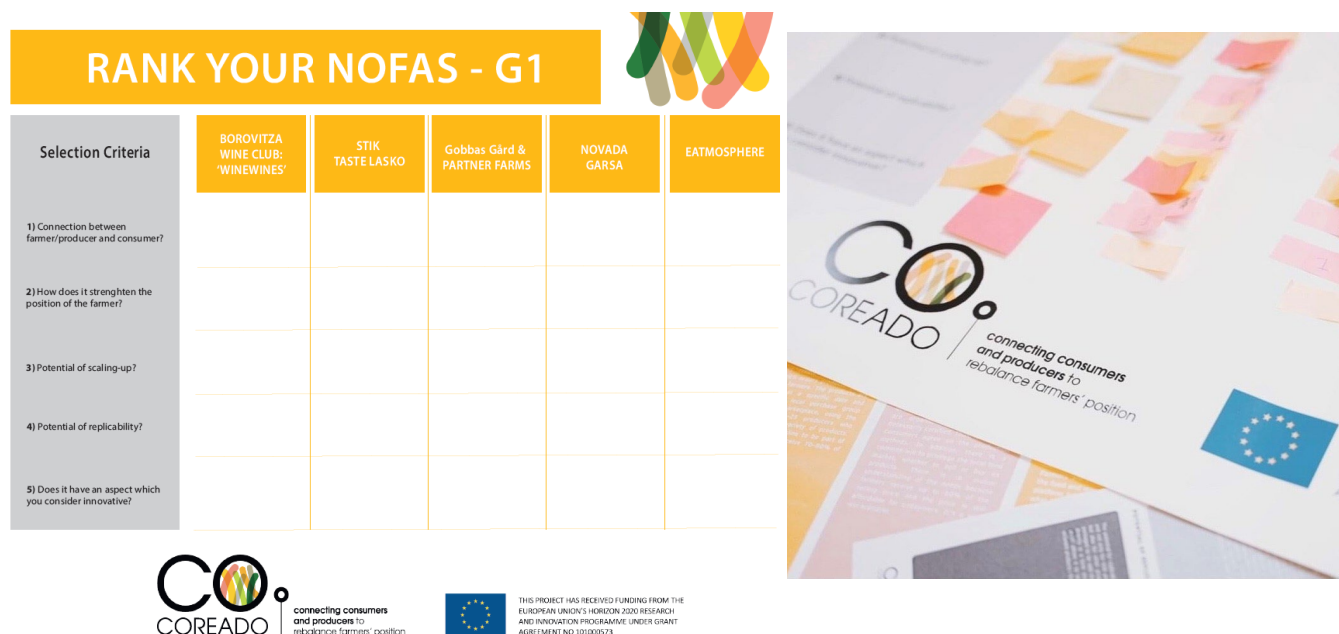 RANK YOUR NOFAS - G1
Selection Criteria
BOROVITZA
WINE CLUB:
'WINEWINES'
STIK
TASTE LASKO
Gobbas Gård &
PARTNER FARMS
NOVADA
GARSA
EATMOSPHERE
1) Connection between
farmer/producer and consumer?
2) How does it strenghten the
position of the farmer?
3) Potential of scaling-up?
4) Potential of replicability?
5) Does it have an aspect which
you consider innovative?
CO.
COREADO
connecting consumers
and producers to
rebalance farmers' position
THIS PROJECT HAS RECEIVED FUNDING FROM THE
EUROPEAN UNION'S HORIZON 2020 RESEARCH
AND INNOVATION PROGRAMME UNDER GRANT
AGREEMENT NO 101000573
CO.
COREADO
connecting consumers
and producers to
rebalance farmers' position